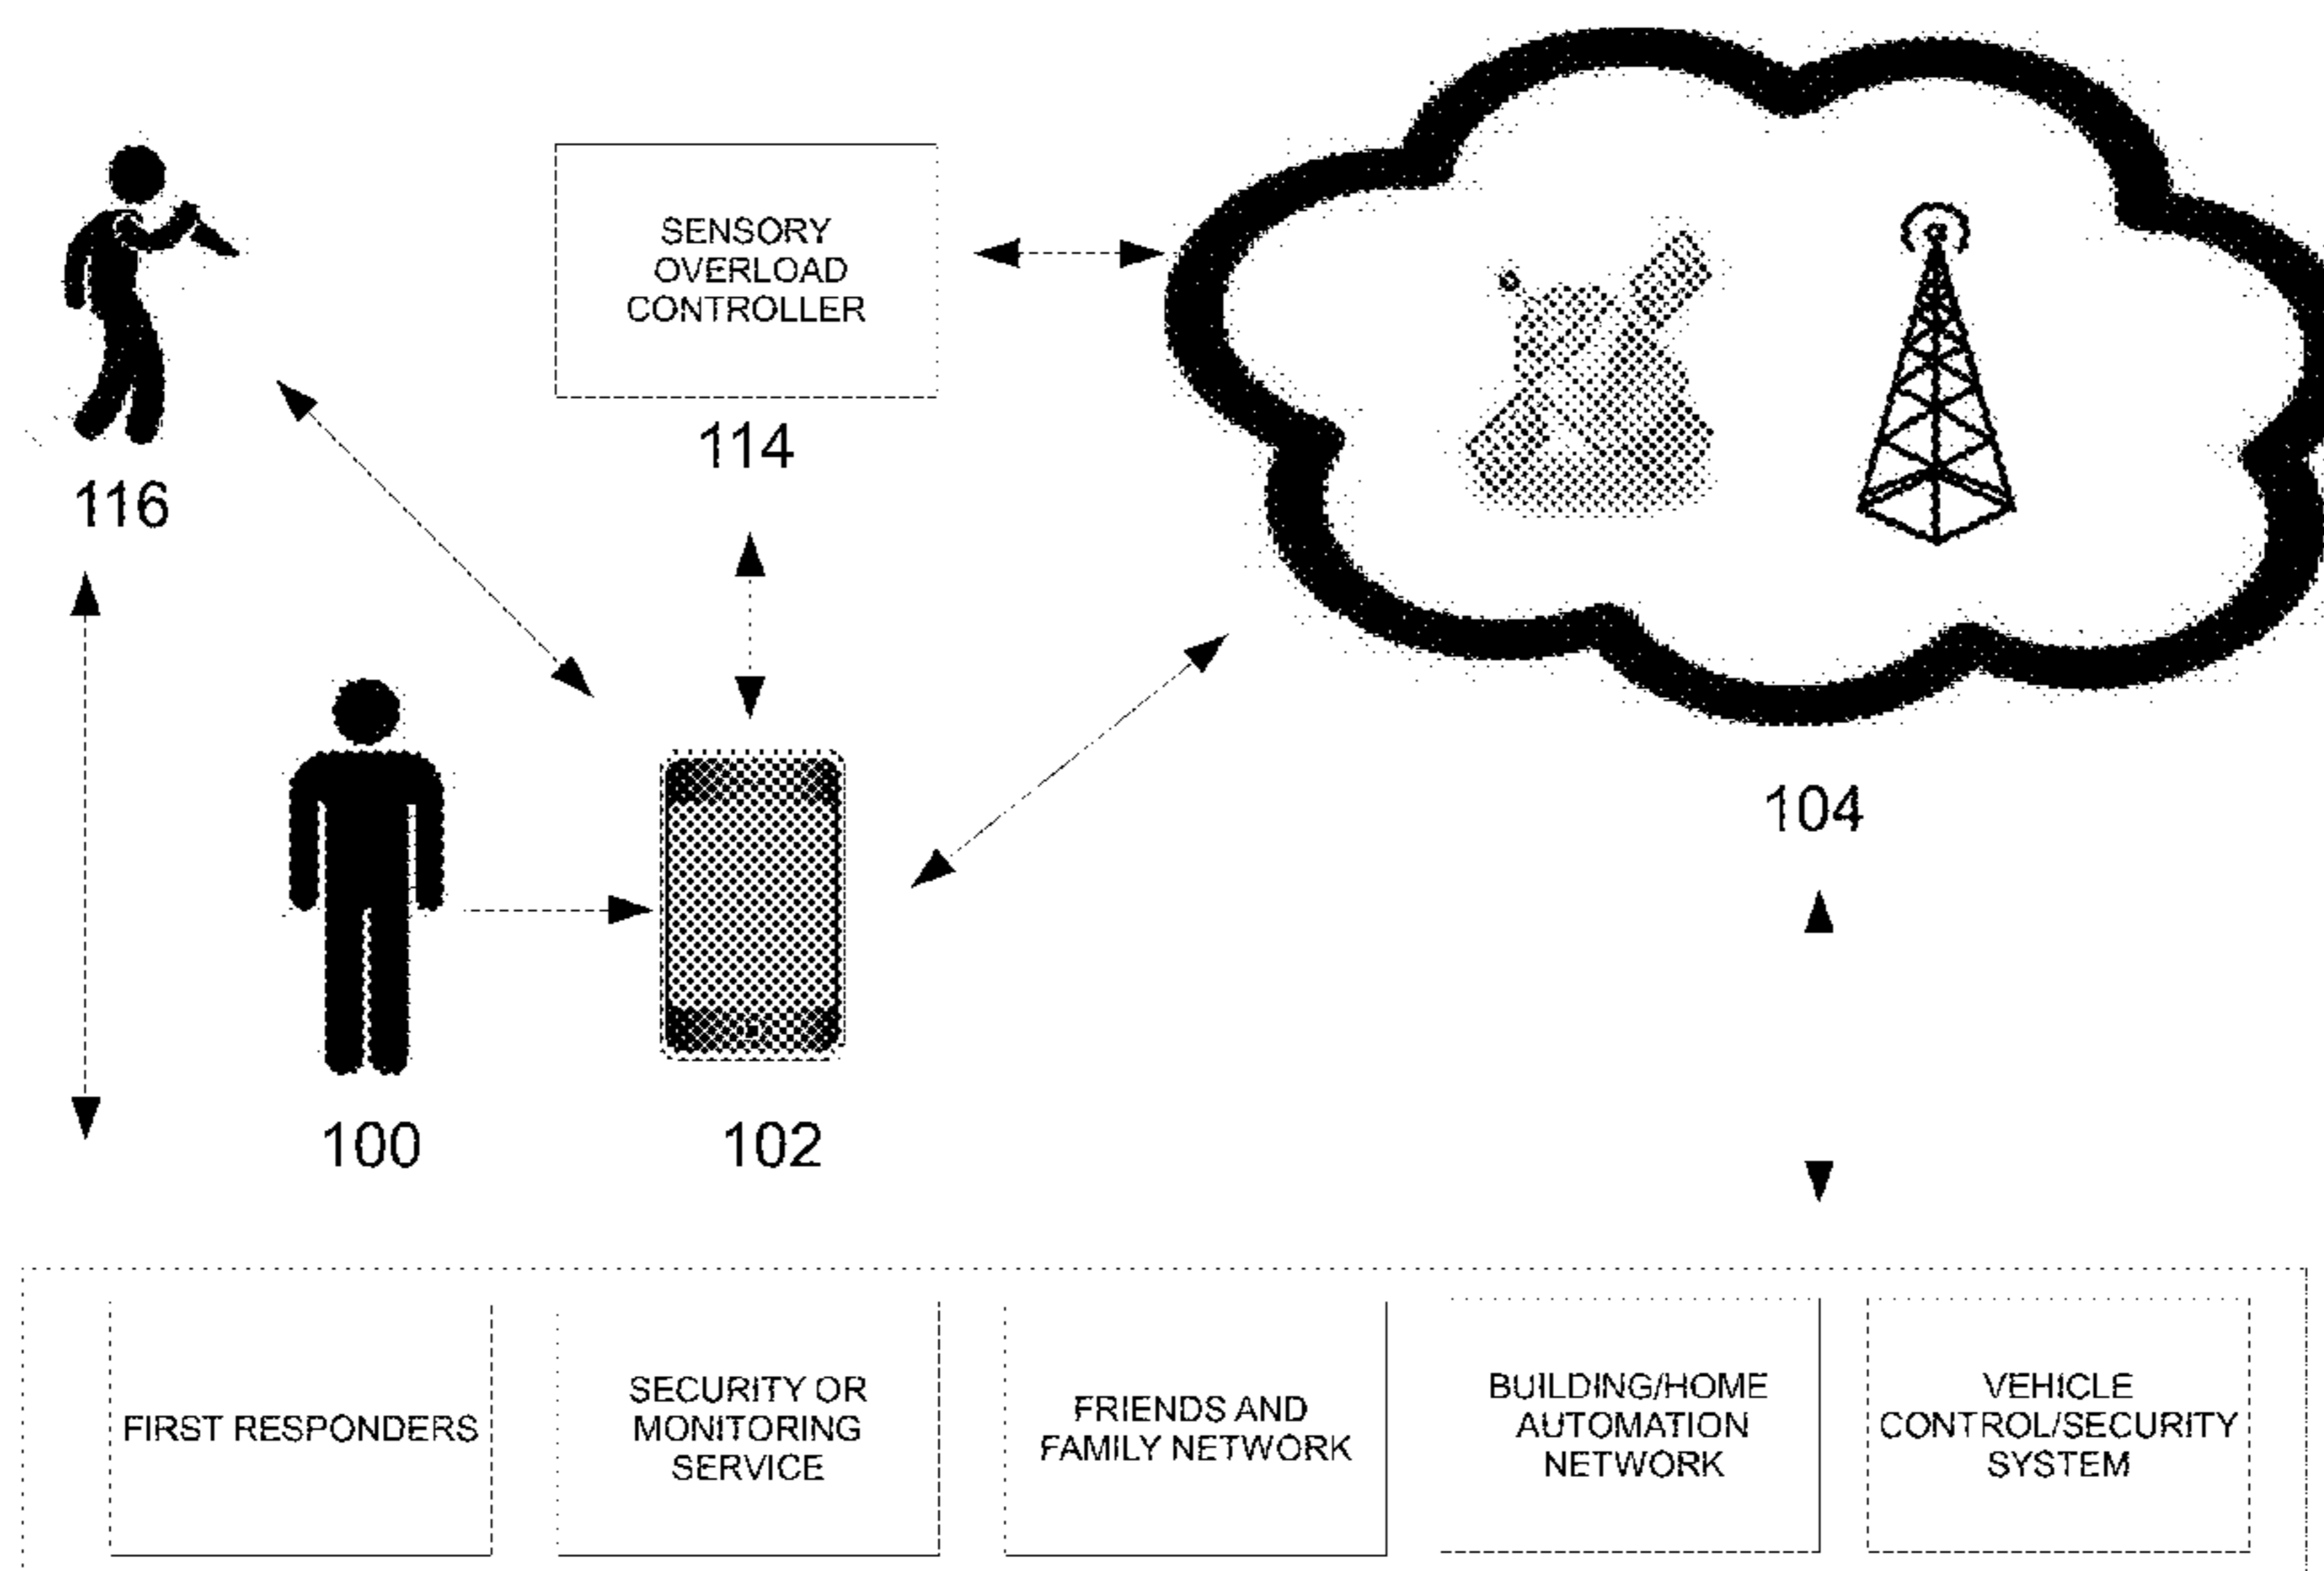 SENSORY
OVERLOAD
CONTROLLER
114
116
104
100
102
FIRST RESPONDERS
SECURITY OR
MONITORING
SERVICE
FRIENDS AND
FAMILY NETWORK
BUILDING/HOME
AUTOMATION
NETWORK
VEHICLE
CONTROL/SECURITY
SYSTEM